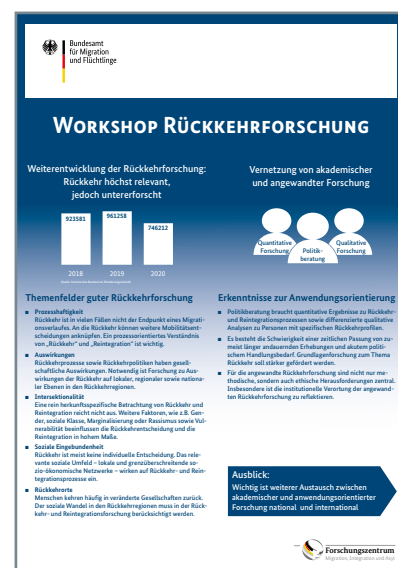 Bundesamt
für Migration
und Flüchtlinge
WORKSHOP RÜCKKEHRFORSCHUNG
Weiterentwicklung der Rückkehrforschung:
Rückkehr höchst relevant,
jedoch untererforscht
923581
961258
746212
2018
2019
2020
Vernetzung von akademischer
und angewandter Forschung
Quantitative
Forschung
Politik-
beratung
Qualitative
Forschung
Themenfelder guter Rückkehrforschung
Prozesshaftigkeit
Rückkehr ist in vielen Fällen nicht der Endpunkt eines Migrati-
onsverlaufes. An die Rückkehr können weitere Mobilitätsent-
scheidungen anknüpfen. Ein prozessorientiertes Verständnis
von „Rückkehr“ und „Reintegration“ ist wichtig.
Auswirkungen
Rückkehrprozesse sowie Rückkehrpolitiken haben gesell-
schaftliche Auswirkungen. Notwendig ist Forschung zu Aus-
wirkungen der Rückkehr auf lokaler, regionaler sowie nationa-
ler Ebenen in den Rückkehrregionen.
Intersektionalität
Eine rein herkunftsspezifische Betrachtung von Rückkehr und
Reintegration reicht nicht aus. Weitere Faktoren, wie z.B. Gen-
der, soziale Klasse, Marginalisierung oder Rassismus sowie Vul-
nerabilität beeinflussen die Rückkehrentscheidung und die
Reintegration in hohem Maße.
Soziale Eingebundenheit
Rückkehr ist meist keine individuelle Entscheidung. Das rele-
vante soziale Umfeld – lokale und grenzüberschreitende so-
zio-ökonomische Netzwerke – wirken auf Rückkehr- und Rein-
tegrationsprozesse ein.
Rückkehrorte
Menschen kehren häufig in veränderte Gesellschaften zurück.
Der soziale Wandel in den Rückkehrregionen muss in der Rück-
kehr- und Reintegrationsforschung berücksichtigt werden.
Erkenntnisse zur Anwendungsorientierung
Politikberatung braucht quantitative Ergebnisse zu Rückkehr-
und Reintegrationsprozessen sowie differenzierte qualitative
Analysen zu Personen mit spezifischen Rückkehrprofilen.
Es besteht die Schwierigkeit einer zeitlichen Passung von zu-
meist länger andauernden Erhebungen und akutem politi-
schem Handlungsbedarf. Grundlagenforschung zum Thema
Rückkehr soll stärker gefördert werden.
Für die angewandte Rückkehrforschung sind nicht nur me-
thodische, sondern auch ethische Herausforderungen zentral.
Insbesondere ist die institutionelle Verortung der angewand-
ten Rückkehrforschung zu reflektieren.
Ausblick:
Wichtig ist weiterer Austausch zwischen
akademischer und anwendungsorientierter
Forschung national und international
Forschungszentrum
Migration, Integration und Asyl